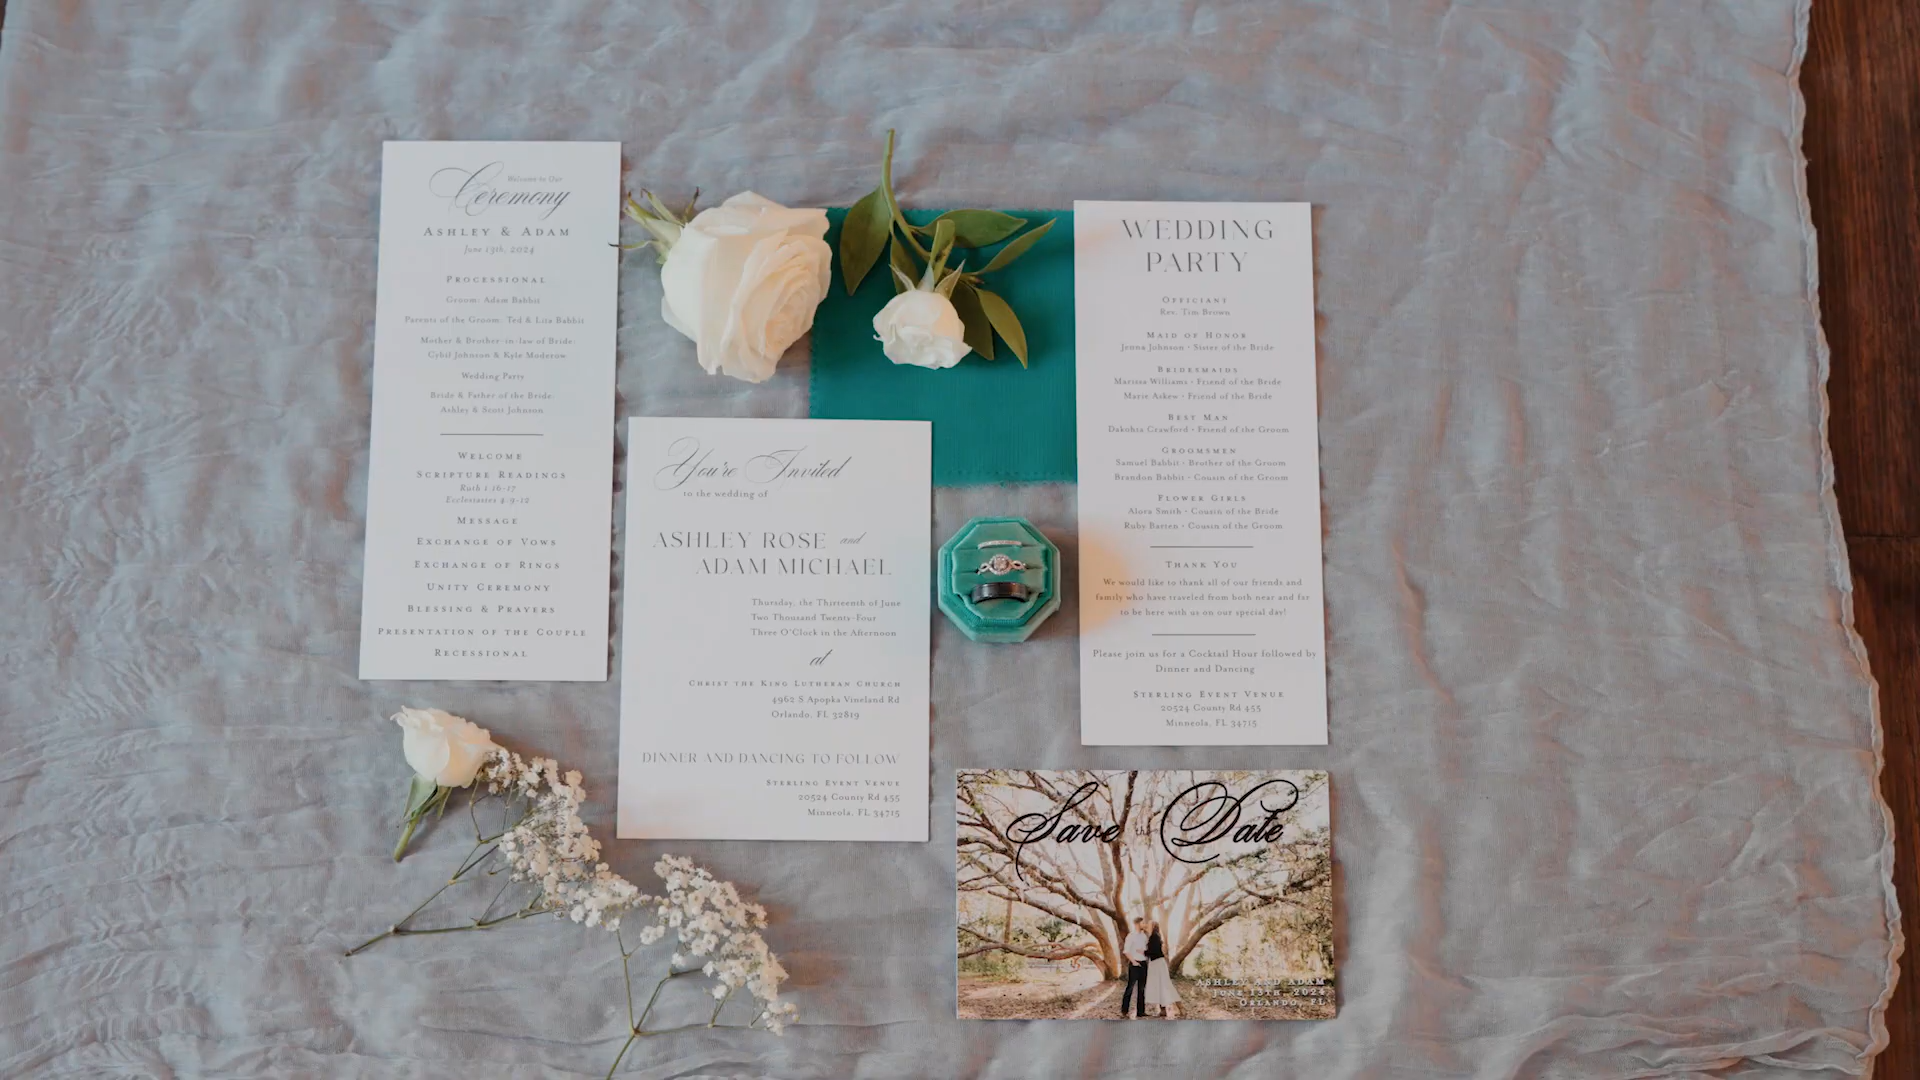 Welcome to Our
Ceremony
Ashley & Adam
June 13th, 2024
Processional
Groom: Adam Babbit
Parents of the Groom: Ted & Lisa Babbit
Mother & Brother-in-law of Bride:
Cybil Johnson & Kyle Moderow
Wedding Party
Bride & Father of the Bride:
Ashley & Scott Johnson
Welcome
Scripture Readings
Ruth 1:16-17
Ecclesiastes 4:9-12
Message
Exchange of Vows
Exchange of Rings
Unity Ceremony
Blessing & Prayers
Presentation of the Couple
Recessional
You're Invited
to the wedding of
ASHLEY ROSE and
ADAM MICHAEL
Thursday, the Thirteenth of June
Two Thousand Twenty-Four
Three O'Clock in the Afternoon
at
Christ the King Lutheran Church
4962 S Apopka Vineland Rd
Orlando, FL 32819
DINNER AND DANCING TO FOLLOW
Sterling Event Venue
20524 County Rd 455
Minneola, FL 34715
WEDDING
PARTY
Officiant
Rev. Tim Brown
Maid of Honor
Jenna Johnson • Sister of the Bride
Bridesmaids
Marissa Williams • Friend of the Bride
Marie Askew • Friend of the Bride
Best Man
Dakohta Crawford • Friend of the Groom
Groomsmen
Samuel Babbit • Brother of the Groom
Brandon Babbit • Cousin of the Groom
Flower Girls
Alora Smith • Cousin of the Bride
Ruby Barten • Cousin of the Groom
Thank You
We would like to thank all of our friends and
family who have traveled from both near and far
to be here with us on our special day!
Please join us for a Cocktail Hour followed by
Dinner and Dancing
Sterling Event Venue
20524 County Rd 455
Minneola, FL 34715
Save the Date
Ashley and Adam
June 13th, 2024
Orlando, FL